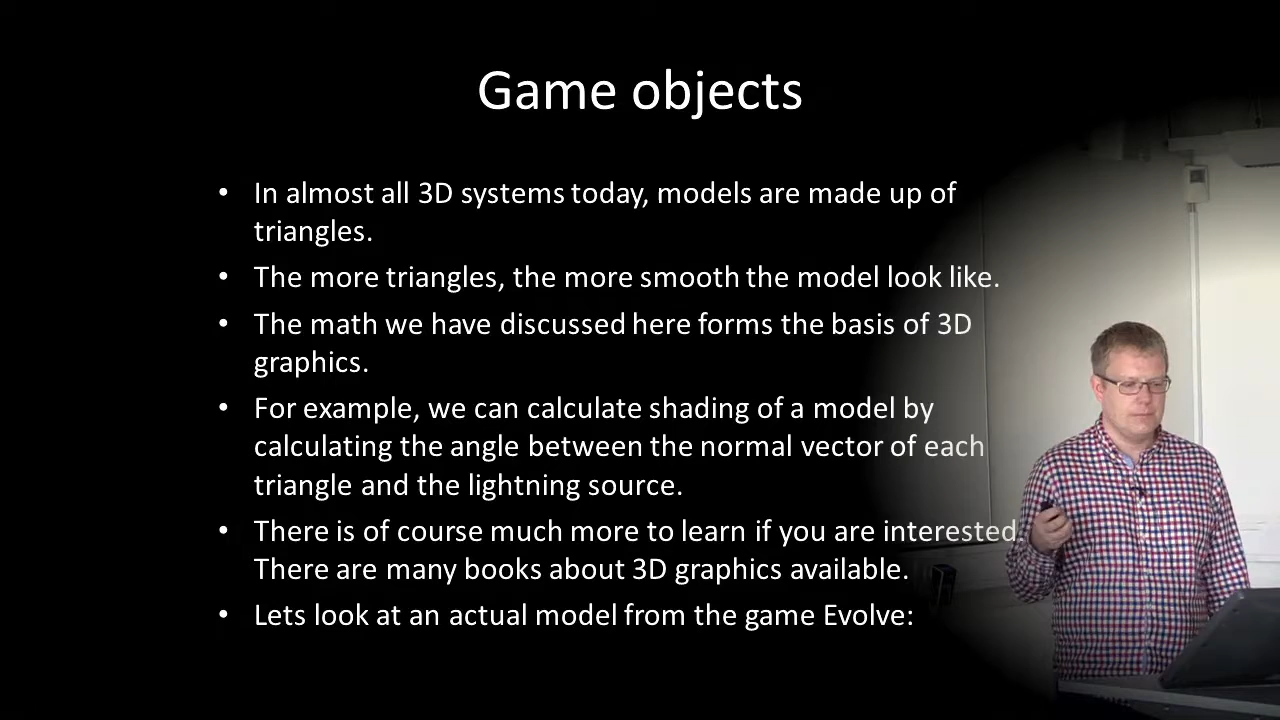 Game objects
• In almost all 3D systems today, models are made up of
triangles.
• The more triangles, the more smooth the model look like.
• The math we have discussed here forms the basis of 3D
graphics.
• For example, we can calculate shading of a model by
calculating the angle between the normal vector of each
triangle and the lightning source.
• There is of course much more to learn if you are interested.
There are many books about 3D graphics available.
• Lets look at an actual model from the game Evolve: